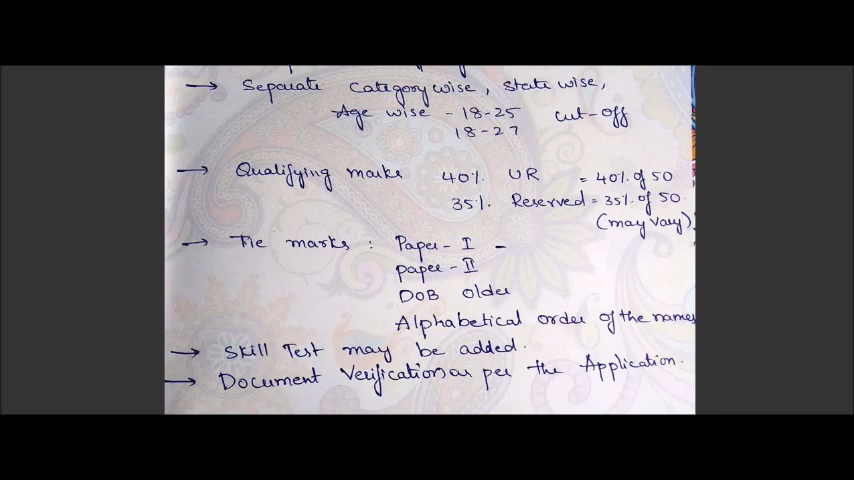 → Separate Categorywise, state wise,
Age wise - 18-25 cut-off
18-27
→ Qualifying marks 40% UR = 40% of 50
35% Reserved = 35% of 50
(may vary)
→ Tie marks : Paper - I -
paper - II
DOB older
Alphabetical order of the names
→ Skill Test may be added.
→ Document Verification as per the Application.